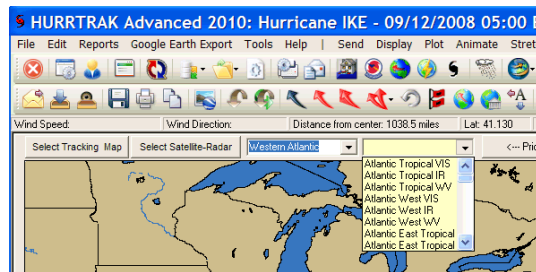 HURRTRAK Advanced 2010: Hurricane IKE - 09/12/2008 05:00
File Edit Reports Google Earth Export Tools Help | Send Display Plot Animate Stret
Wind Speed: Wind Direction: Distance from center: 1038.5 miles Lat: 41.130
Select Tracking Map Select Satellite-Radar Western Atlantic <--- Pric
Atlantic Tropical VIS
Atlantic Tropical IR
Atlantic Tropical WV
Atlantic West VIS
Atlantic West IR
Atlantic West WV
Atlantic East Tropical
Atlantic East Tropical